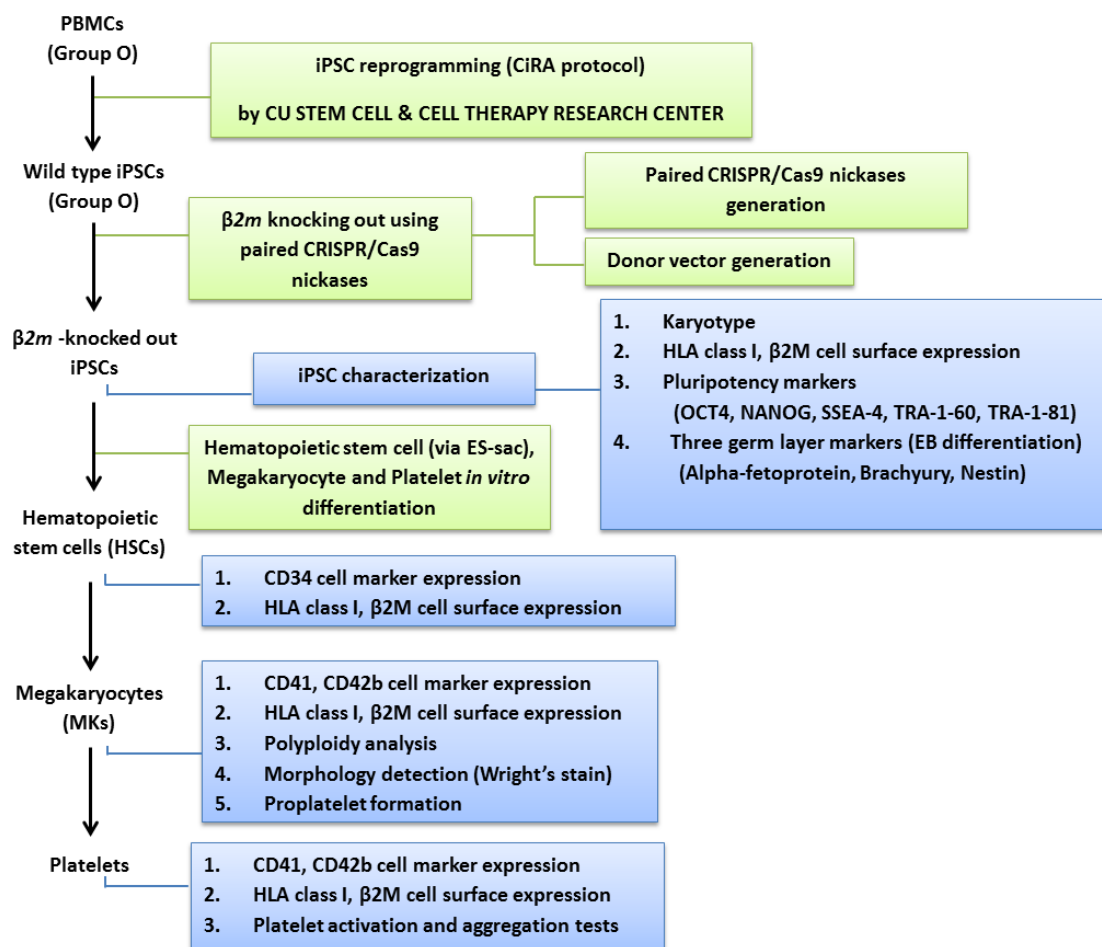 PBMCs
(Group O)
iPSC reprogramming (CiRA protocol)
by CU STEM CELL & CELL THERAPY RESEARCH CENTER
Wild type iPSCs
(Group O)
β2m knocking out using
paired CRISPR/Cas9
nickases
Paired CRISPR/Cas9 nickases
generation
Donor vector generation
β2m -knocked out
iPSCs
iPSC characterization
1. Karyotype
2. HLA class I, β2M cell surface expression
3. Pluripotency markers
(OCT4, NANOG, SSEA-4, TRA-1-60, TRA-1-81)
4. Three germ layer markers (EB differentiation)
(Alpha-fetoprotein, Brachyury, Nestin)
Hematopoietic stem cell (via ES-sac),
Megakaryocyte and Platelet in vitro
differentiation
Hematopoietic
stem cells (HSCs)
1. CD34 cell marker expression
2. HLA class I, β2M cell surface expression
Megakaryocytes
(MKs)
1. CD41, CD42b cell marker expression
2. HLA class I, β2M cell surface expression
3. Polyploidy analysis
4. Morphology detection (Wright's stain)
5. Proplatelet formation
Platelets
1. CD41, CD42b cell marker expression
2. HLA class I, β2M cell surface expression
3. Platelet activation and aggregation tests